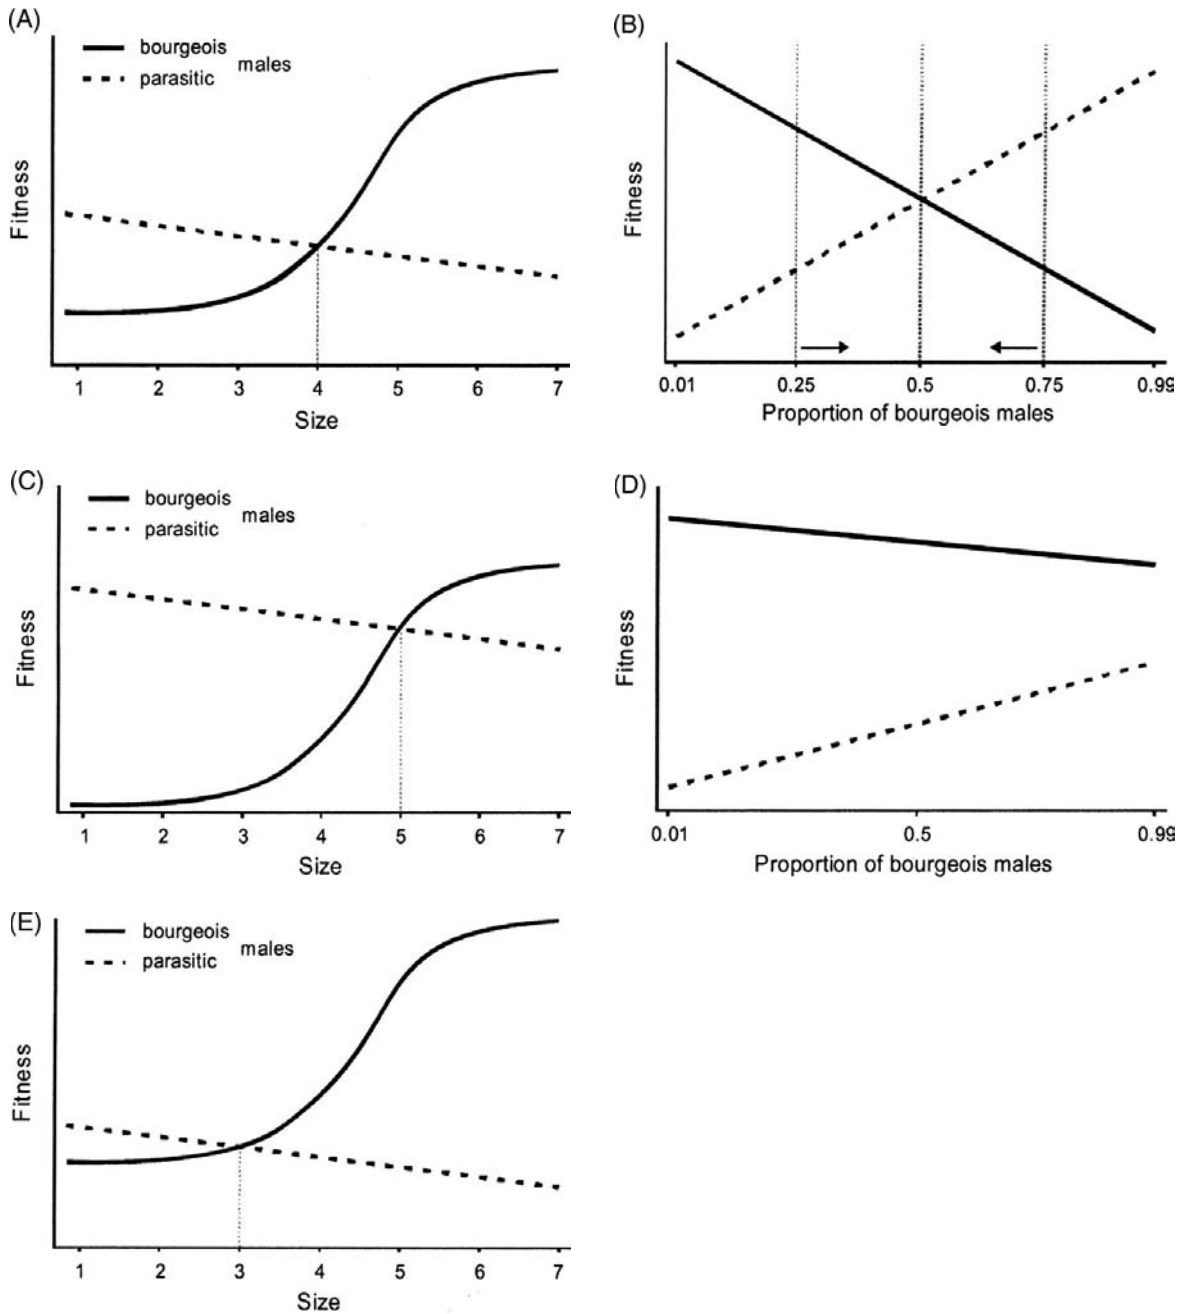 (A)
bourgeois
males
parasitic
Fitness
1 2 3 4 5 6 7
Size
(B)
Fitness
0.01 0.25 0.5 0.75 0.99
Proportion of bourgeois males
(C)
bourgeois
males
parasitic
Fitness
1 2 3 4 5 6 7
Size
(D)
Fitness
0.01 0.5 0.99
Proportion of bourgeois males
(E)
bourgeois
males
parasitic
Fitness
1 2 3 4 5 6 7
Size